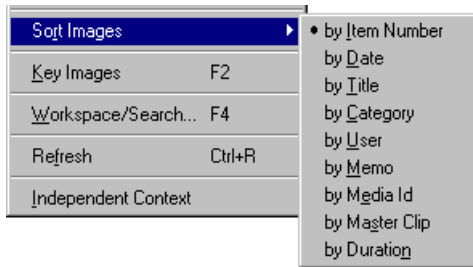 Sort Images
Key Images F2
Workspace/Search... F4
Refresh Ctrl+R
Independent Context
by Item Number
by Date
by Title
by Category
by User
by Memo
by Media Id
by Master Clip
by Duration